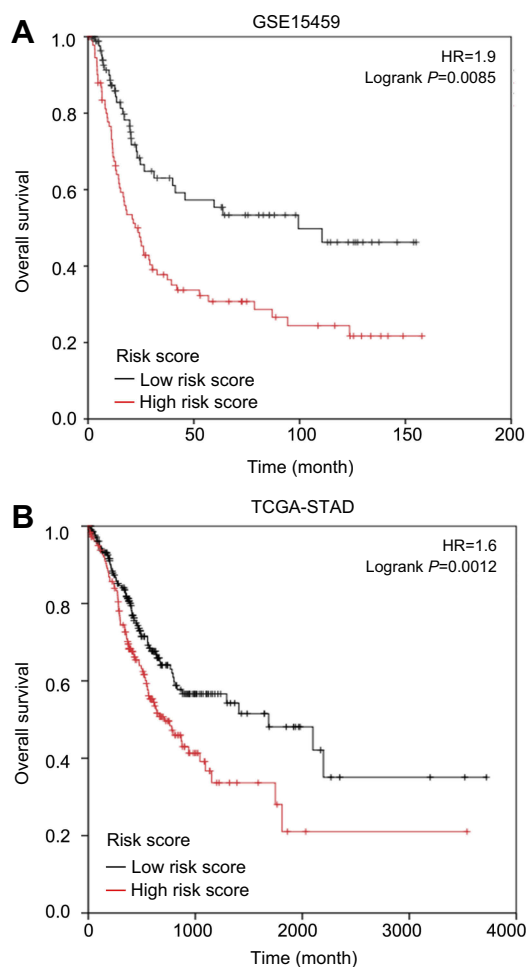 A
GSE15459
HR=1.9
Logrank P=0.0085
Overall survival
1.0
0.8
0.6
0.4
0.2
0.0
Risk score
Low risk score
High risk score
0
50
100
150
200
Time (month)
B
TCGA-STAD
HR=1.6
Logrank P=0.0012
Overall survival
1.0
0.8
0.6
0.4
0.2
0.0
Risk score
Low risk score
High risk score
0
1000
2000
3000
4000
Time (month)